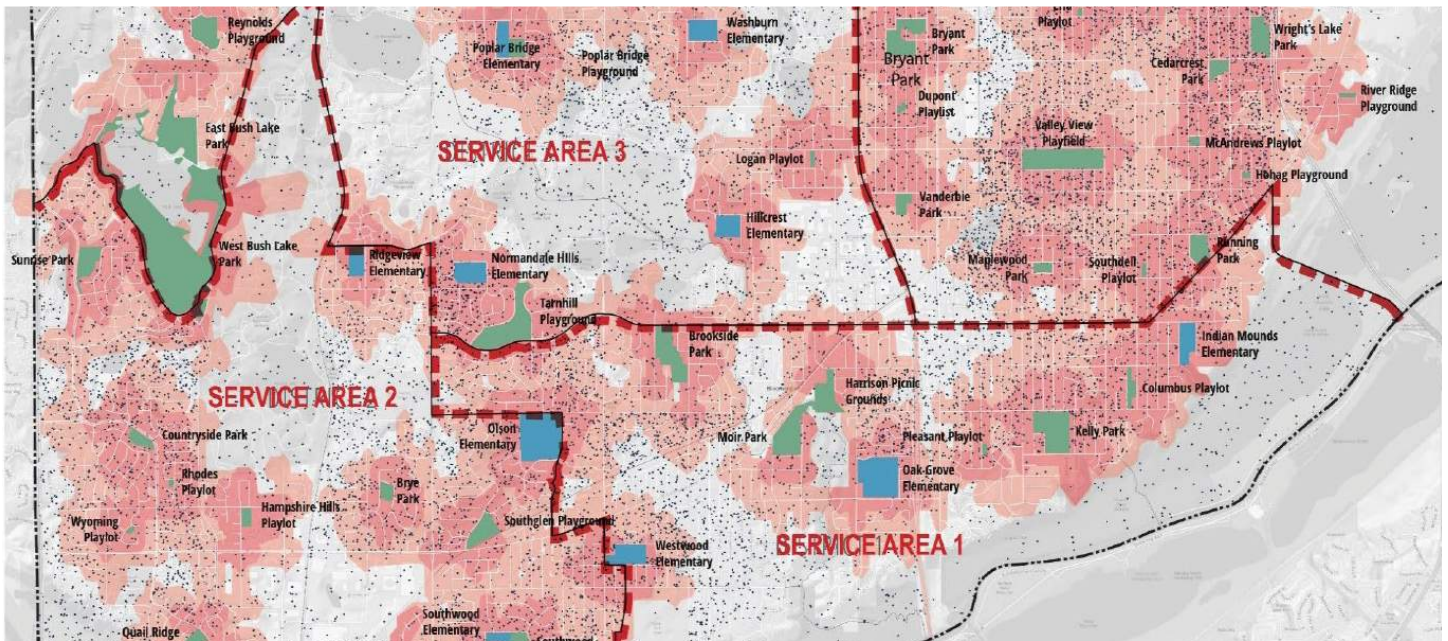 Reynolds
Playground
Poplar Bridge
Elementary
Poplar Bridge
Playground
Washburn
Elementary
Bryant
Park
Bryant
Park
Playlot
Wright's Lake
Park
Cedarcrest
Park
River Ridge
Playground
Dupont
Playlist
East Bush Lake
Park
SERVICE AREA 3
Logan Playlot
Valley View
Playfield
McAndrews Playlot
Hohag Playground
Vanderbie
Park
Hillcrest
Elementary
Sunrise Park
West Bush Lake
Park
Ridgeview
Elementary
Normandale Hills
Elementary
Maplewood
Park
Southdell
Playlot
Running
Park
Tarnhill
Playground
Brookside
Park
Indian Mounds
Elementary
SERVICE AREA 2
Harrison Picnic
Grounds
Columbus Playlot
Countryside Park
Olson
Elementary
Moir Park
Pleasant Playlot
Kelly Park
Rhodes
Playlot
Brye
Park
Oak Grove
Elementary
Wyoming
Playlot
Hampshire Hills
Playlot
Southglen Playground
Westwood
Elementary
SERVICE AREA 1
Quail Ridge
Southwood
Elementary